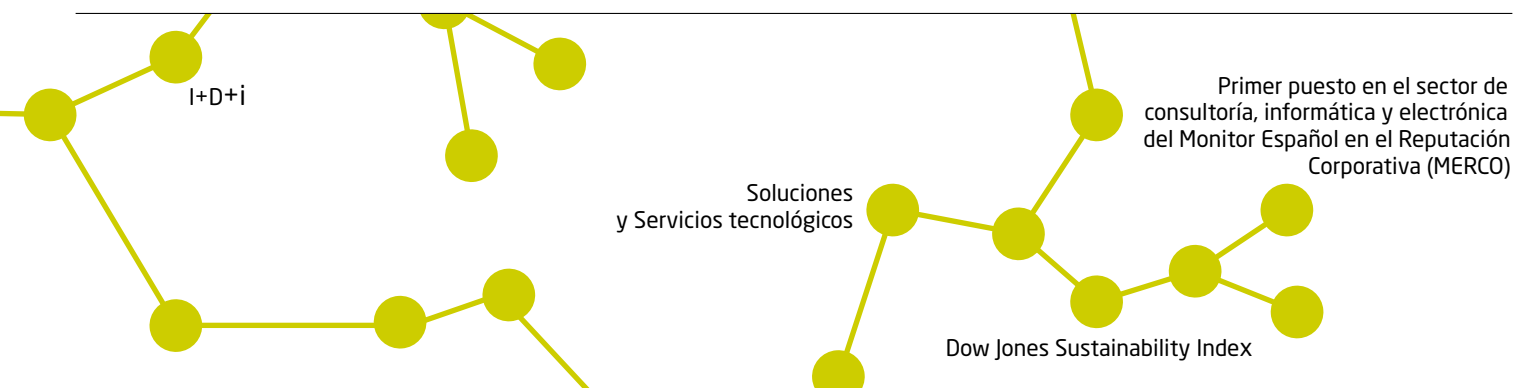 I+D+i
Primer puesto en el sector de
consultoría, informática y electrónica
del Monitor Español en el Reputación
Corporativa (MERCO)
Soluciones
y Servicios tecnológicos
Dow Jones Sustainability Index